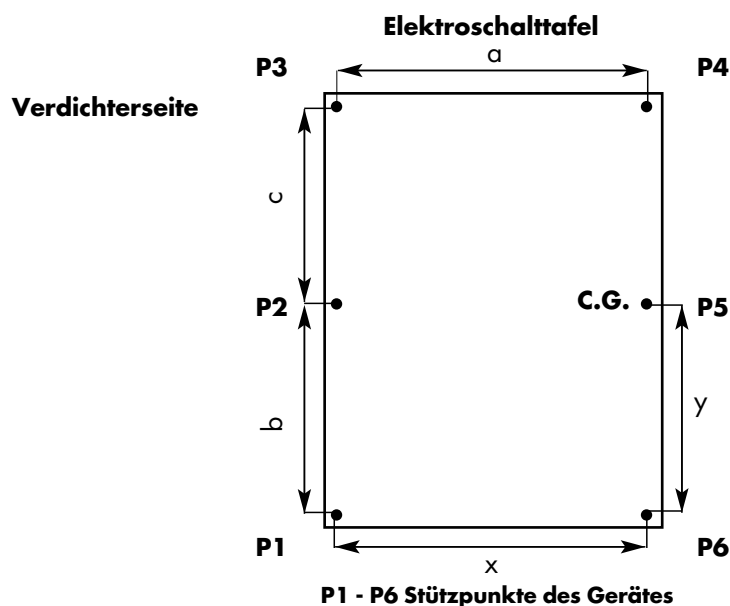 Elektroschalttafel
a
P3
P4
Verdichterseite
c
P2
C.G.
P5
b
y
P1
P6
x
P1 - P6 Stützpunkte des Gerätes